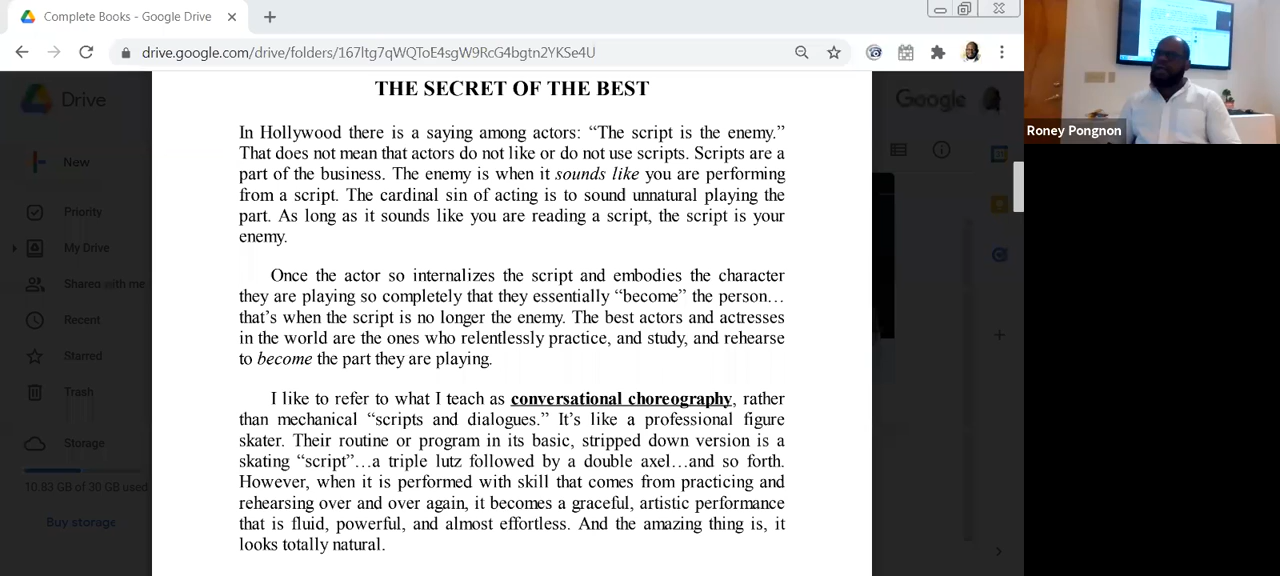 Complete Books - Google Drive
drive.google.com/drive/folders/167ltg7qWQToE4sgW9RcG4bgtn2YKSe4U
Drive
Google
New
Priority
My Drive
Shared with me
Recent
Starred
Trash
Storage
10.83 GB of 30 GB used
Buy storage
THE SECRET OF THE BEST
In Hollywood there is a saying among actors: “The script is the enemy.”
That does not mean that actors do not like or do not use scripts. Scripts are a
part of the business. The enemy is when it sounds like you are performing
from a script. The cardinal sin of acting is to sound unnatural playing the
part. As long as it sounds like you are reading a script, the script is your
enemy.
Once the actor so internalizes the script and embodies the character
they are playing so completely that they essentially “become” the person…
that’s when the script is no longer the enemy. The best actors and actresses
in the world are the ones who relentlessly practice, and study, and rehearse
to become the part they are playing.
I like to refer to what I teach as conversational choreography, rather
than mechanical “scripts and dialogues.” It’s like a professional figure
skater. Their routine or program in its basic, stripped down version is a
skating “script”…a triple lutz followed by a double axel…and so forth.
However, when it is performed with skill that comes from practicing and
rehearsing over and over again, it becomes a graceful, artistic performance
that is fluid, powerful, and almost effortless. And the amazing thing is, it
looks totally natural.
Roney Pongnon